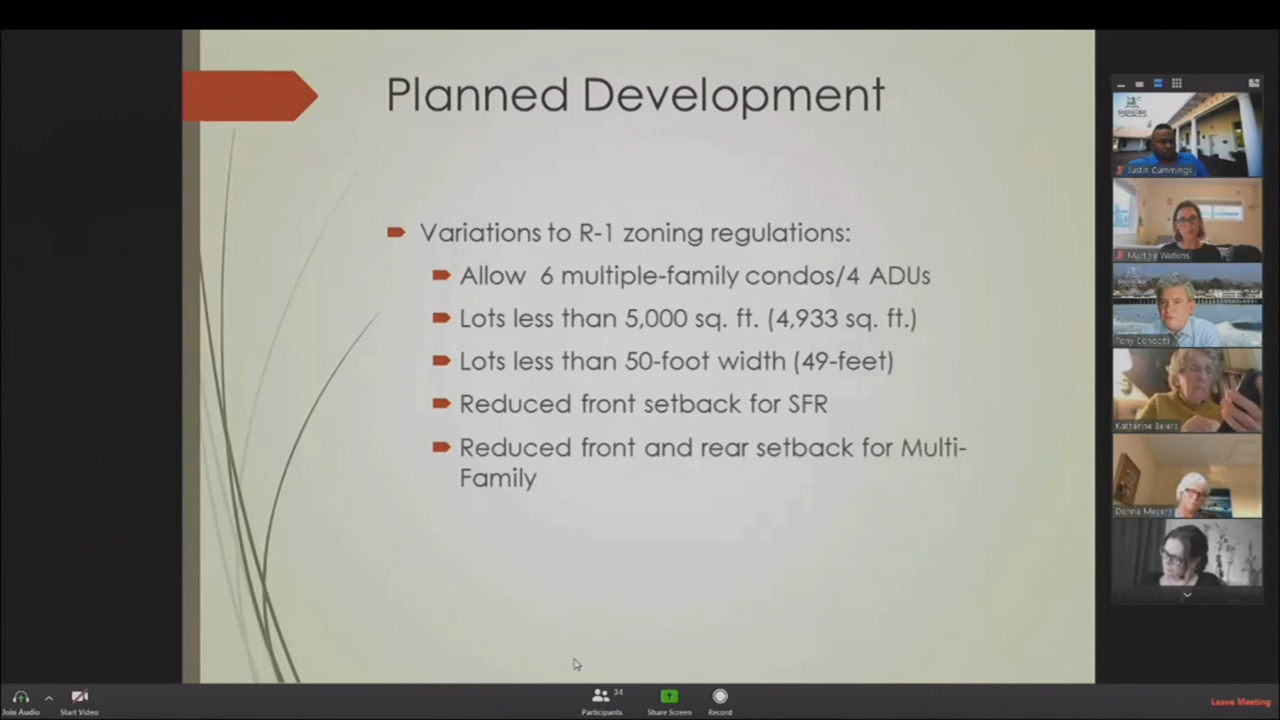 Planned Development
Variations to R-1 zoning regulations:
Allow 6 multiple-family condos/4 ADUs
Lots less than 5,000 sq. ft. (4,933 sq. ft.)
Lots less than 50-foot width (49-feet)
Reduced front setback for SFR
Reduced front and rear setback for Multi-
Family
Justin Cummings
Martine Watkins
Katherine Beiers
Donna Meyers
Join Audio
Start Video
34
Participants
Share Screen
Record
Leave Meeting